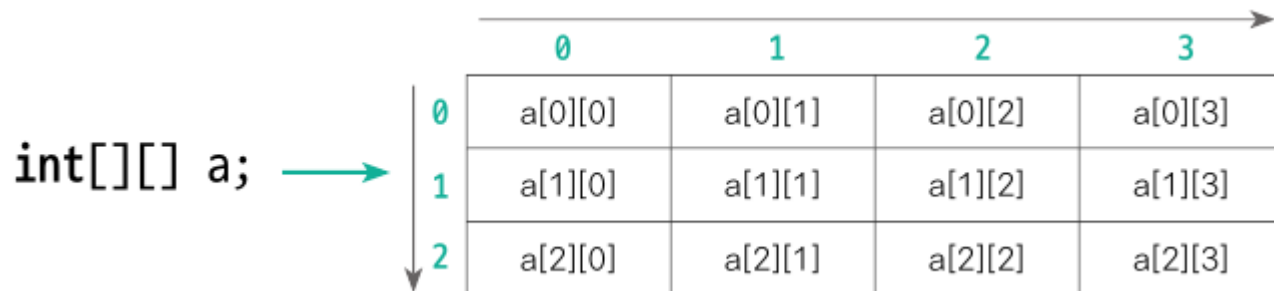 0 1 2 3
0 a[0][0] a[0][1] a[0][2] a[0][3]
int[][] a;
1 a[1][0] a[1][1] a[1][2] a[1][3]
2 a[2][0] a[2][1] a[2][2] a[2][3]